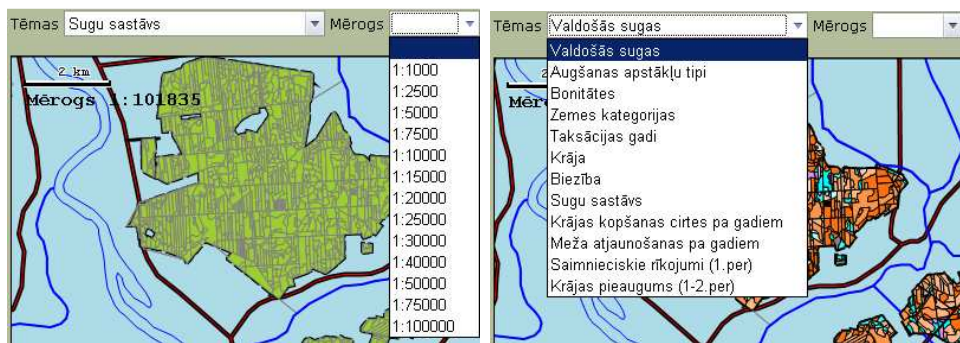 Tēmas Sugu sastāvs Mērogs
2 km
Mērogs 1:101835
1:1000
1:2500
1:5000
1:7500
1:10000
1:15000
1:20000
1:25000
1:30000
1:40000
1:50000
1:75000
1:100000
Tēmas Valdošās sugas Mērogs
2
Mēr
Valdošās sugas
Augšanas apstākļu tipi
Bonitātes
Zemes kategorijas
Taksācijas gadi
Krāja
Biezība
Sugu sastāvs
Krājas kopšanas cirtes pa gadiem
Meža atjaunošanas pa gadiem
Saimnieciskie rīkojumi (1.per)
Krājas pieaugums (1-2.per)